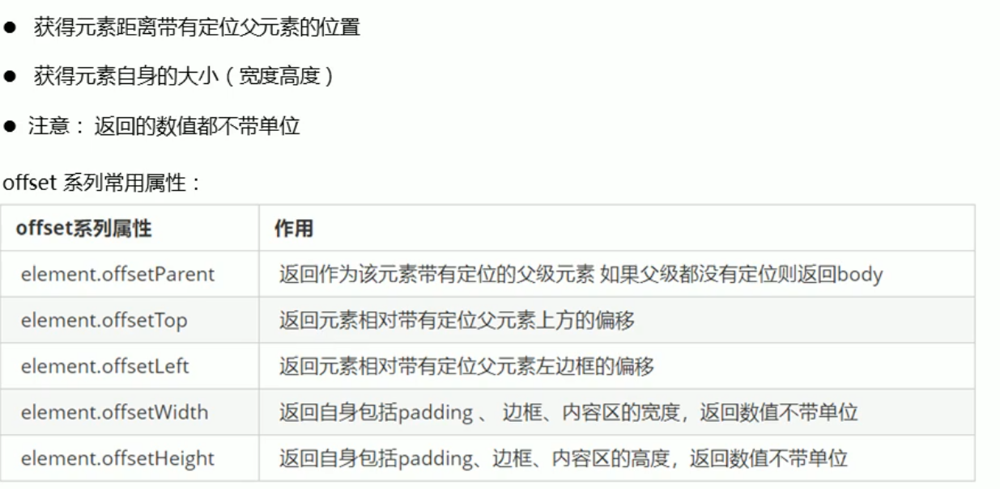 ● 获得元素距离带有定位父元素的位置
● 获得元素自身的大小（宽度高度）
● 注意： 返回的数值都不带单位
offset 系列常用属性：
offset系列属性 作用
element.offsetParent 返回作为该元素带有定位的父级元素 如果父级都没有定位则返回body
element.offsetTop 返回元素相对带有定位父元素上方的偏移
element.offsetLeft 返回元素相对带有定位父元素左边框的偏移
element.offsetWidth 返回自身包括padding 、 边框、内容区的宽度，返回数值不带单位
element.offsetHeight 返回自身包括padding、边框、内容区的高度，返回数值不带单位